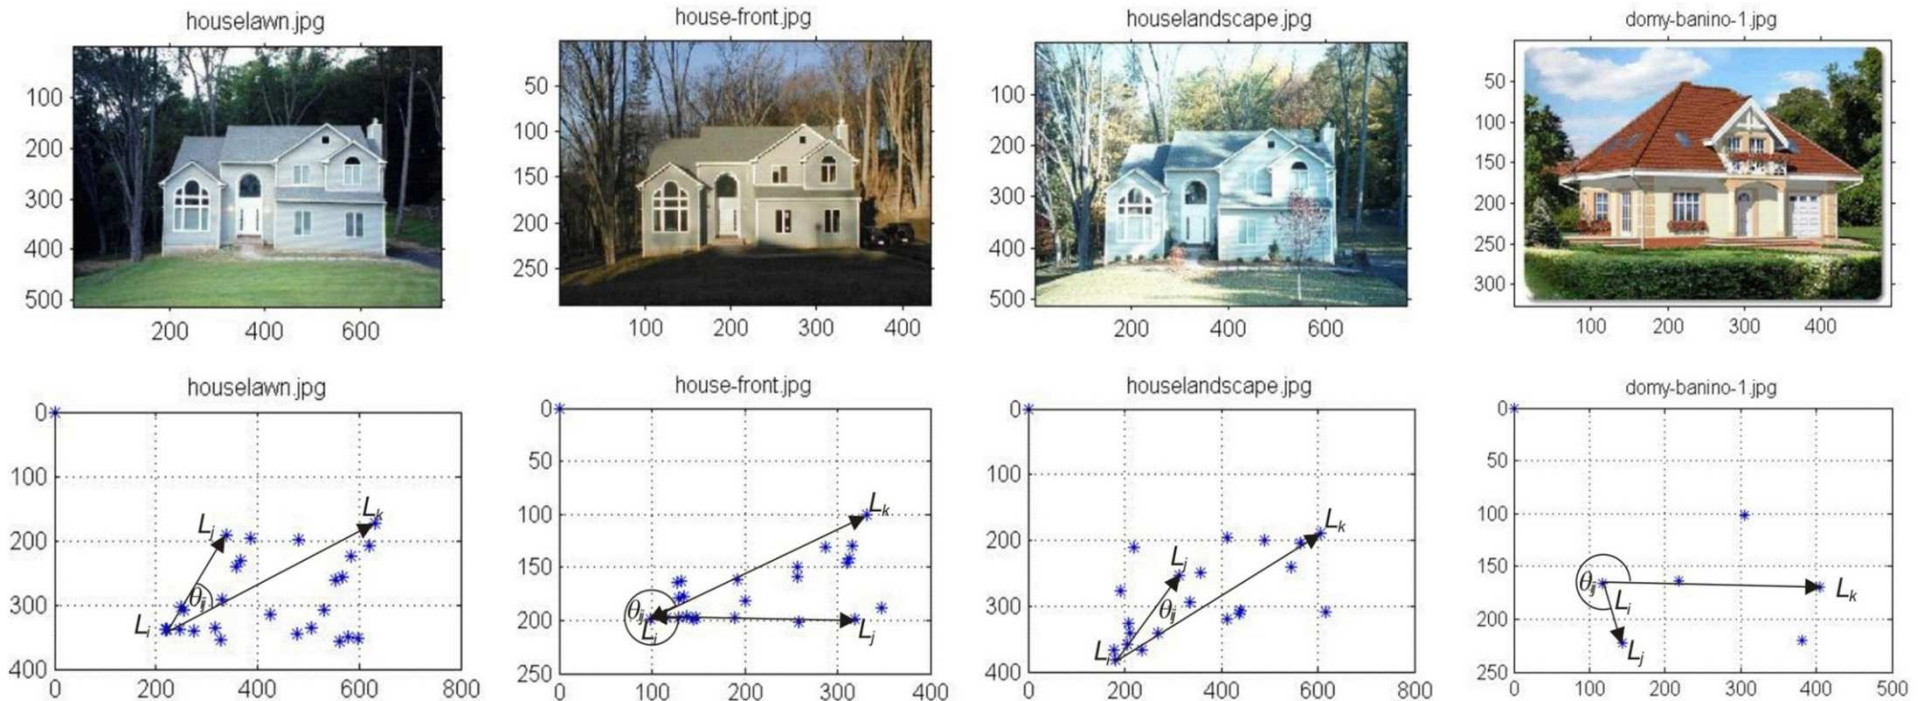 houselawn.jpg
100
200
300
400
500
200 400 600
house-front.jpg
50
100
150
200
250
100 200 300 400
houselandscape.jpg
100
200
300
400
500
200 400 600
domy-banino-1.jpg
50
100
150
200
250
300
100 200 300 400
houselawn.jpg
0
100
200
300
400
0 200 400 600 800
Lj
Lk
θij
Li
house-front.jpg
0
50
100
150
200
250
0 100 200 300 400
Lk
θij
Li
Lj
houselandscape.jpg
0
100
200
300
400
0 200 400 600 800
Lk
Lj
θij
Li
domy-banino-1.jpg
0
50
100
150
200
250
0 100 200 300 400 500
θij
Li
Lk
Lj